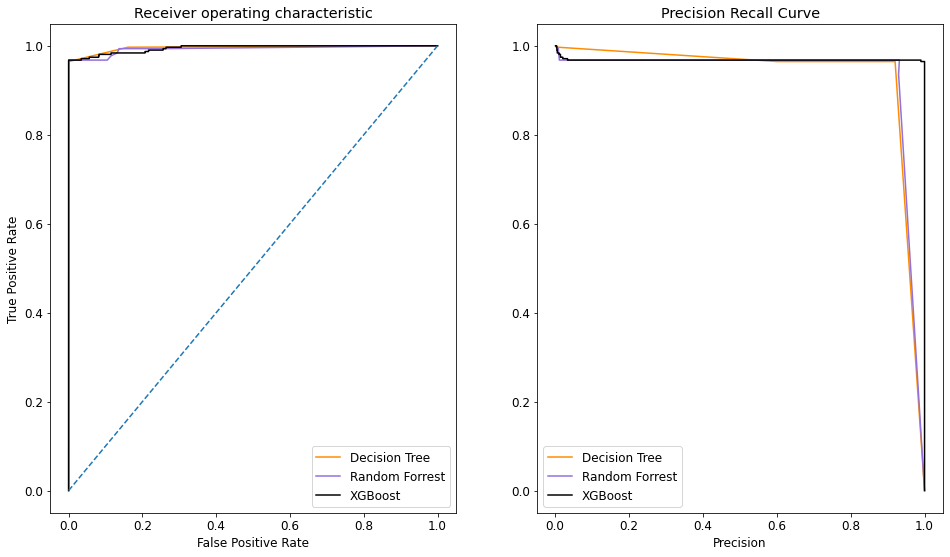 Receiver operating characteristic
True Positive Rate
1.0
0.8
0.6
0.4
0.2
0.0
Decision Tree
Random Forrest
XGBoost
0.0 0.2 0.4 0.6 0.8 1.0
False Positive Rate
Precision Recall Curve
1.0
0.8
0.6
0.4
0.2
0.0
Decision Tree
Random Forrest
XGBoost
0.0 0.2 0.4 0.6 0.8 1.0
Precision